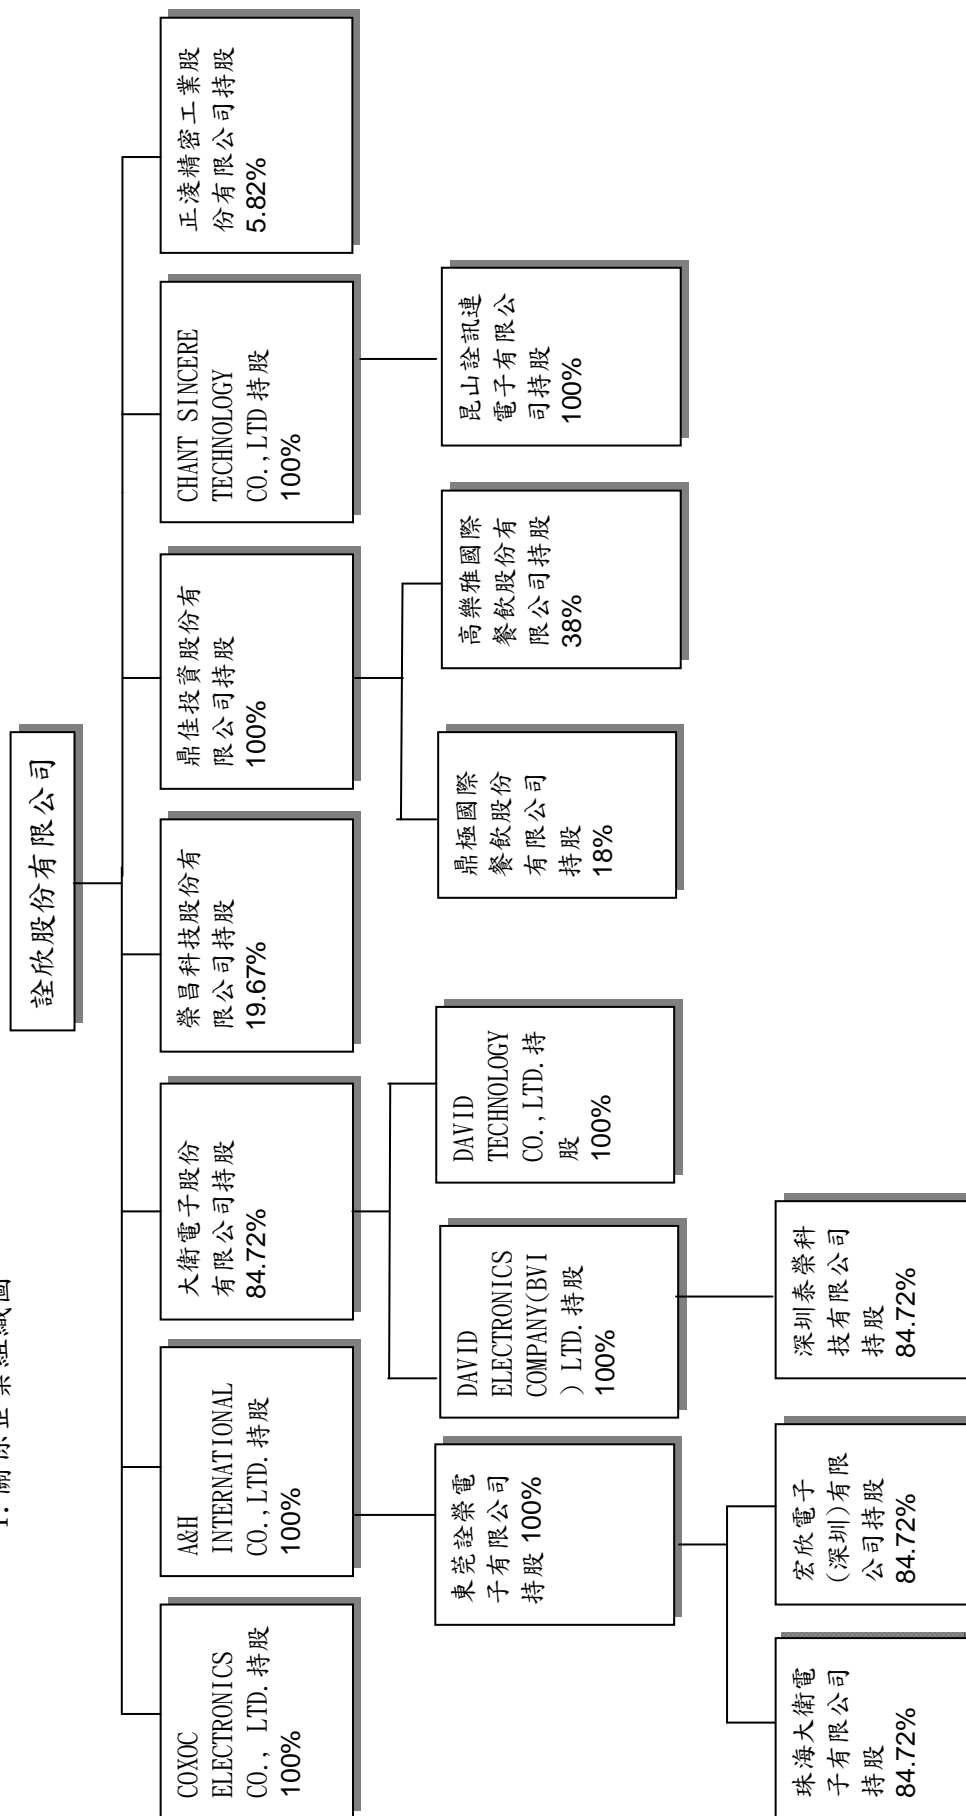 1.關係企業組織圖
詮欣股份有限公司
COXOC
ELECTRONICS
CO., LTD.持股
100%
A&H
INTERNATIONAL
CO.,LTD.持股
100%
大衛電子股份
有限公司持股
84.72%
榮昌科技股份有
限公司持股
19.67%
鼎佳投資股份有
限公司持股
100%
CHANT SINCERE
TECHNOLOGY
CO.,LTD 持股
100%
正淩精密工業股
份有限公司持股
5.82%
東莞詮榮電
子有限公司
持股 100%
DAVID
ELECTRONICS
COMPANY(BVI
) LTD.持股
100%
DAVID
TECHNOLOGY
CO.,LTD.持
股
100%
鼎極國際
餐飲股份
有限公司
持股
18%
高樂雅國際
餐飲股份有
限公司持股
38%
昆山詮訊連
電子有限公
司持股
100%
珠海大衛電
子有限公司
持股
84.72%
宏欣電子
(深圳)有限
公司持股
84.72%
深圳泰榮科
技有限公司
持股
84.72%